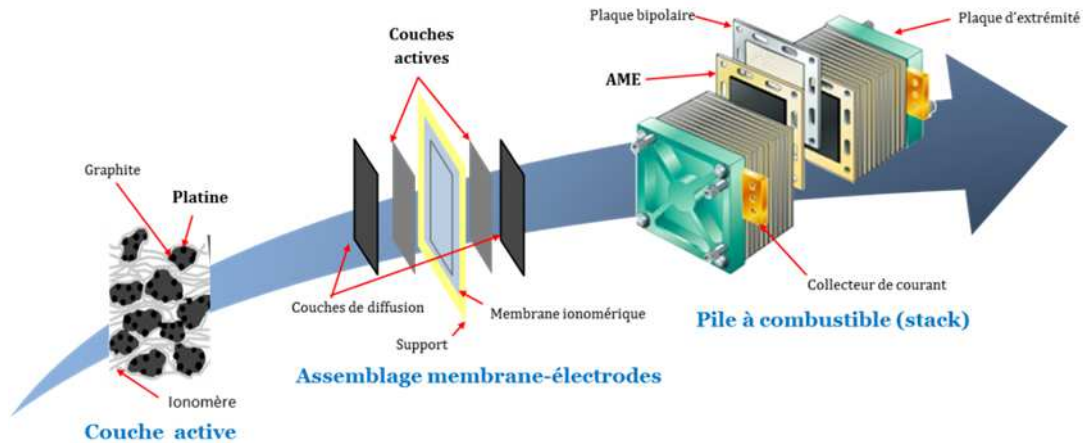 Graphite
Platine
Ionomère
Couche active
Couches
actives
Couches de diffusion
Membrane ionomérique
Support
Assemblage membrane-électrodes
Plaque bipolaire
Plaque d'extrémité
AME
Collecteur de courant
Pile à combustible (stack)